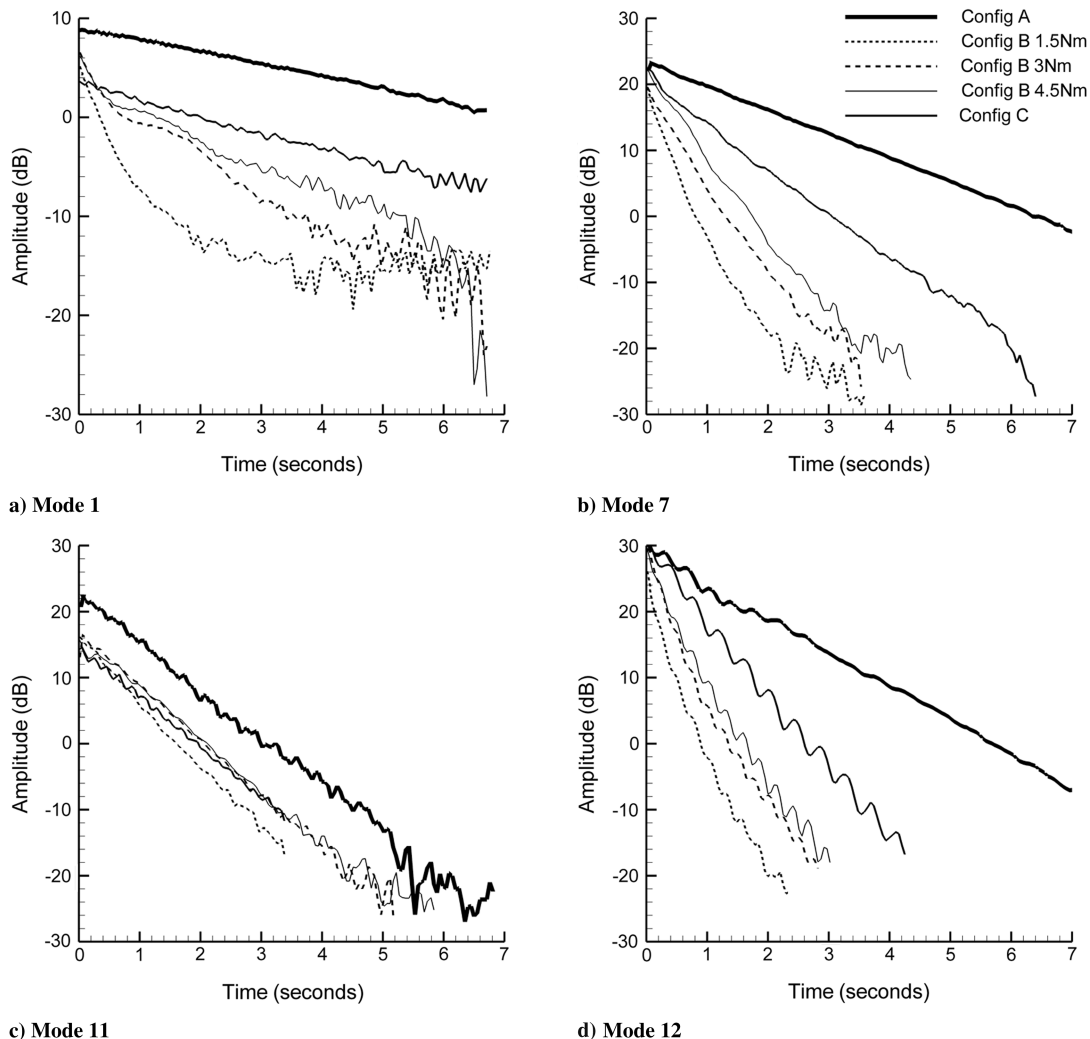 10
0
-10
-20
-30
Amplitude (dB)
0 1 2 3 4 5 6 7
Time (seconds)
a) Mode 1
30
20
10
0
-10
-20
-30
Amplitude (dB)
0 1 2 3 4 5 6 7
Time (seconds)
Config A
Config B 1.5Nm
Config B 3Nm
Config B 4.5Nm
Config C
b) Mode 7
30
20
10
0
-10
-20
-30
Amplitude (dB)
0 1 2 3 4 5 6 7
Time (seconds)
c) Mode 11
30
20
10
0
-10
-20
-30
Amplitude (dB)
0 1 2 3 4 5 6 7
Time (seconds)
d) Mode 12